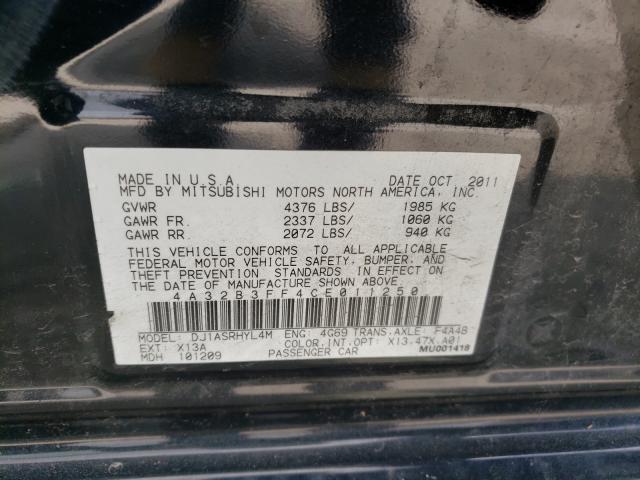 MADE IN U.S.A DATE OCT 2011
MFD BY MITSUBISHI MOTORS NORTH AMERICA, INC.
GVWR 4376 LBS/ 1985 KG
GAWR FR. 2337 LBS/ 1060 KG
GAWR RR. 2072 LBS/ 940 KG
THIS VEHICLE CONFORMS TO ALL APPLICABLE
FEDERAL MOTOR VEHICLE SAFETY, BUMPER, AND
THEFT PREVENTION STANDARDS IN EFFECT ON
THE DATE OF MANUFACTURE SHOWN ABOVE.
4A32B3FF4CE011250
MODEL: DJ1ASRHYL4M ENG: 4G69 TRANS.AXLE: F4A4B
EXT: X13A COLOR.INT.OPT: X13.47X.A01
MDH 101209 PASSENGER CAR MU001418